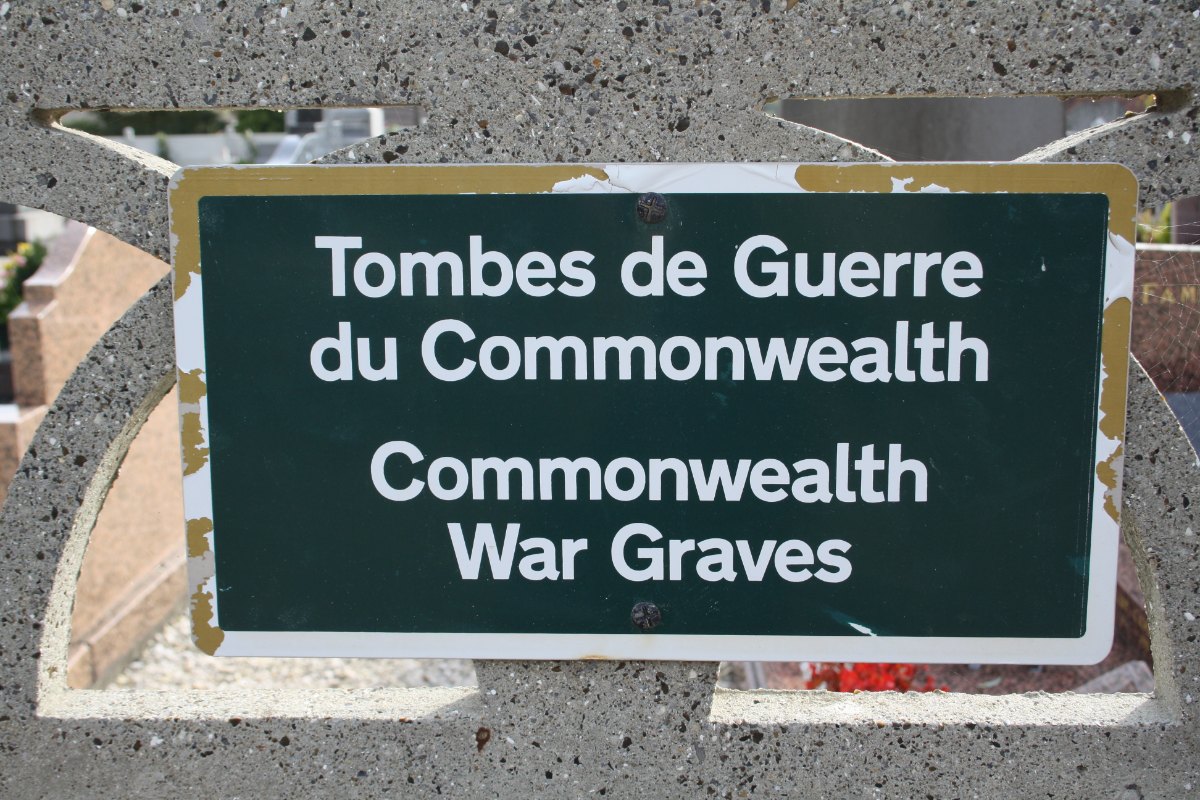 Tombes de Guerre
du Commonwealth
Commonwealth
War Graves